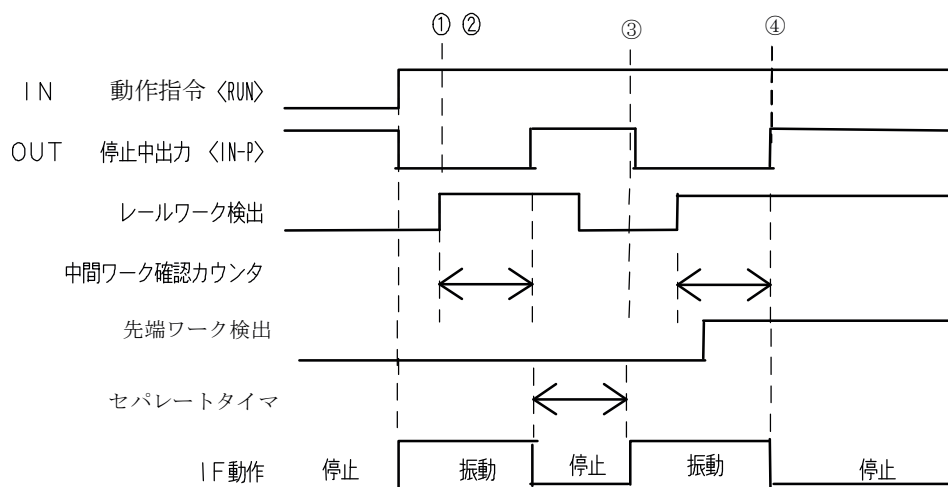 ① ② ③ ④
IN 動作指令〈RUN〉
OUT 停止中出力〈IN-P〉
レールワーク検出
中間ワーク確認カウンタ
先端ワーク検出
セパレートタイマ
IF動作 停止 振動 停止 振動 停止